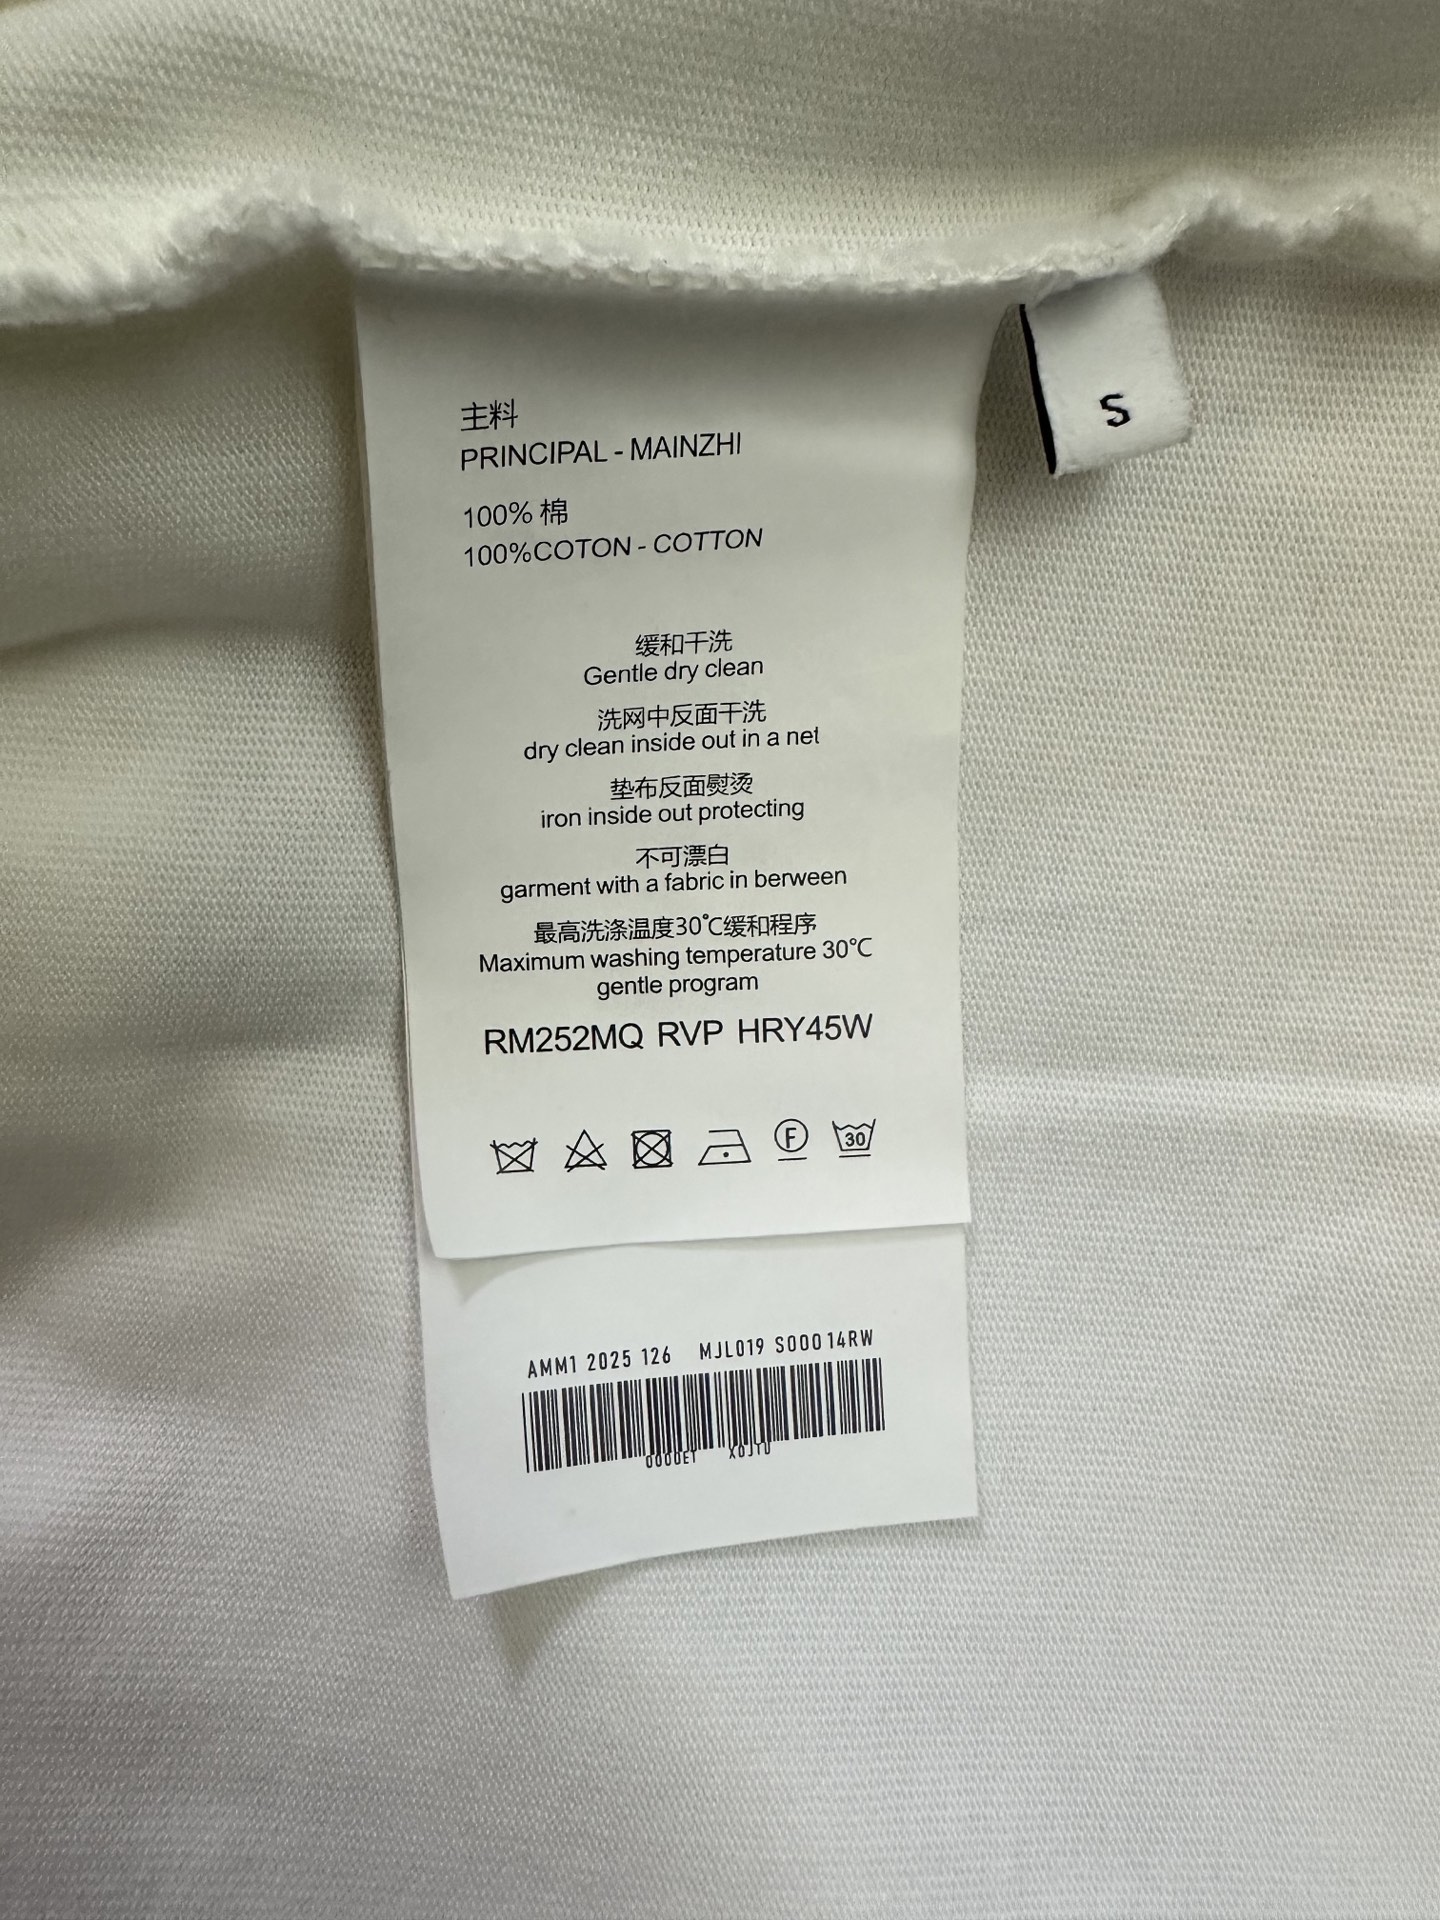 主料
PRINCIPAL - MAINZHI
100% 棉
100%COTON - COTTON
S
缓和干洗
Gentle dry clean
洗网中反面干洗
dry clean inside out in a net
垫布反面熨烫
iron inside out protecting
不可漂白
garment with a fabric in berween
最高洗涤温度30℃缓和程序
Maximum washing temperature 30℃
gentle program
RM252MQ RVP HRY45W
F 30
AMM1 2025 126 MJL019 S00014RW
0000ET X0JYU